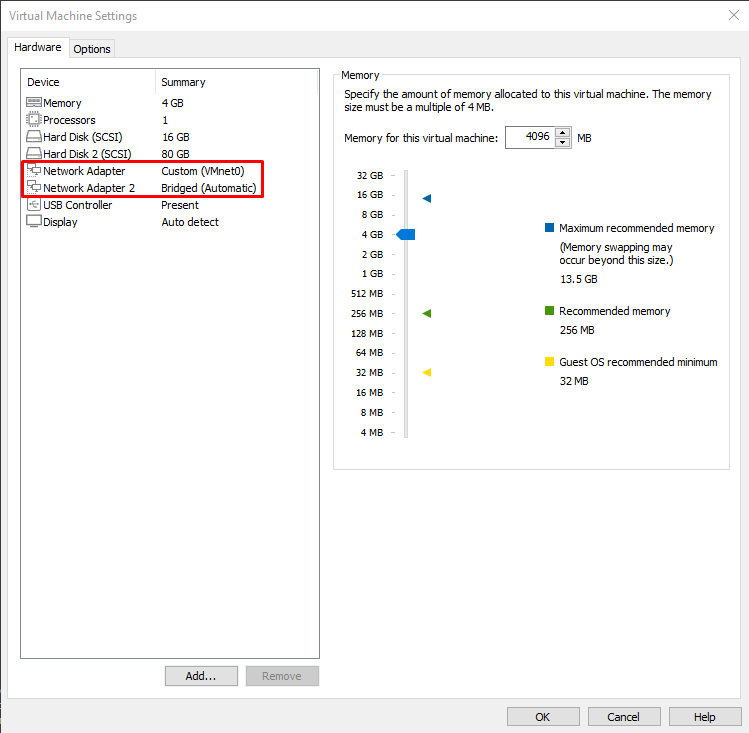 Virtual Machine Settings
Hardware Options
Device Summary
Memory 4 GB
Processors 1
Hard Disk (SCSI) 16 GB
Hard Disk 2 (SCSI) 80 GB
Network Adapter Custom (VMnet0)
Network Adapter 2 Bridged (Automatic)
USB Controller Present
Display Auto detect
Add...
Remove
Memory
Specify the amount of memory allocated to this virtual machine. The memory
size must be a multiple of 4 MB.
Memory for this virtual machine: 4096 MB
32 GB
16 GB
8 GB
4 GB
2 GB
1 GB
512 MB
256 MB
128 MB
64 MB
32 MB
16 MB
8 MB
4 MB
Maximum recommended memory
(Memory swapping may
occur beyond this size.)
13.5 GB
Recommended memory
256 MB
Guest OS recommended minimum
32 MB
OK Cancel Help